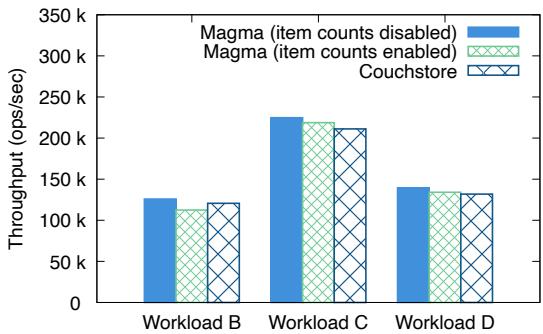 350 k
300 k
250 k
200 k
150 k
100 k
50 k
0
Throughput (ops/sec)
Magma (item counts disabled)
Magma (item counts enabled)
Couchstore
Workload B Workload C Workload D